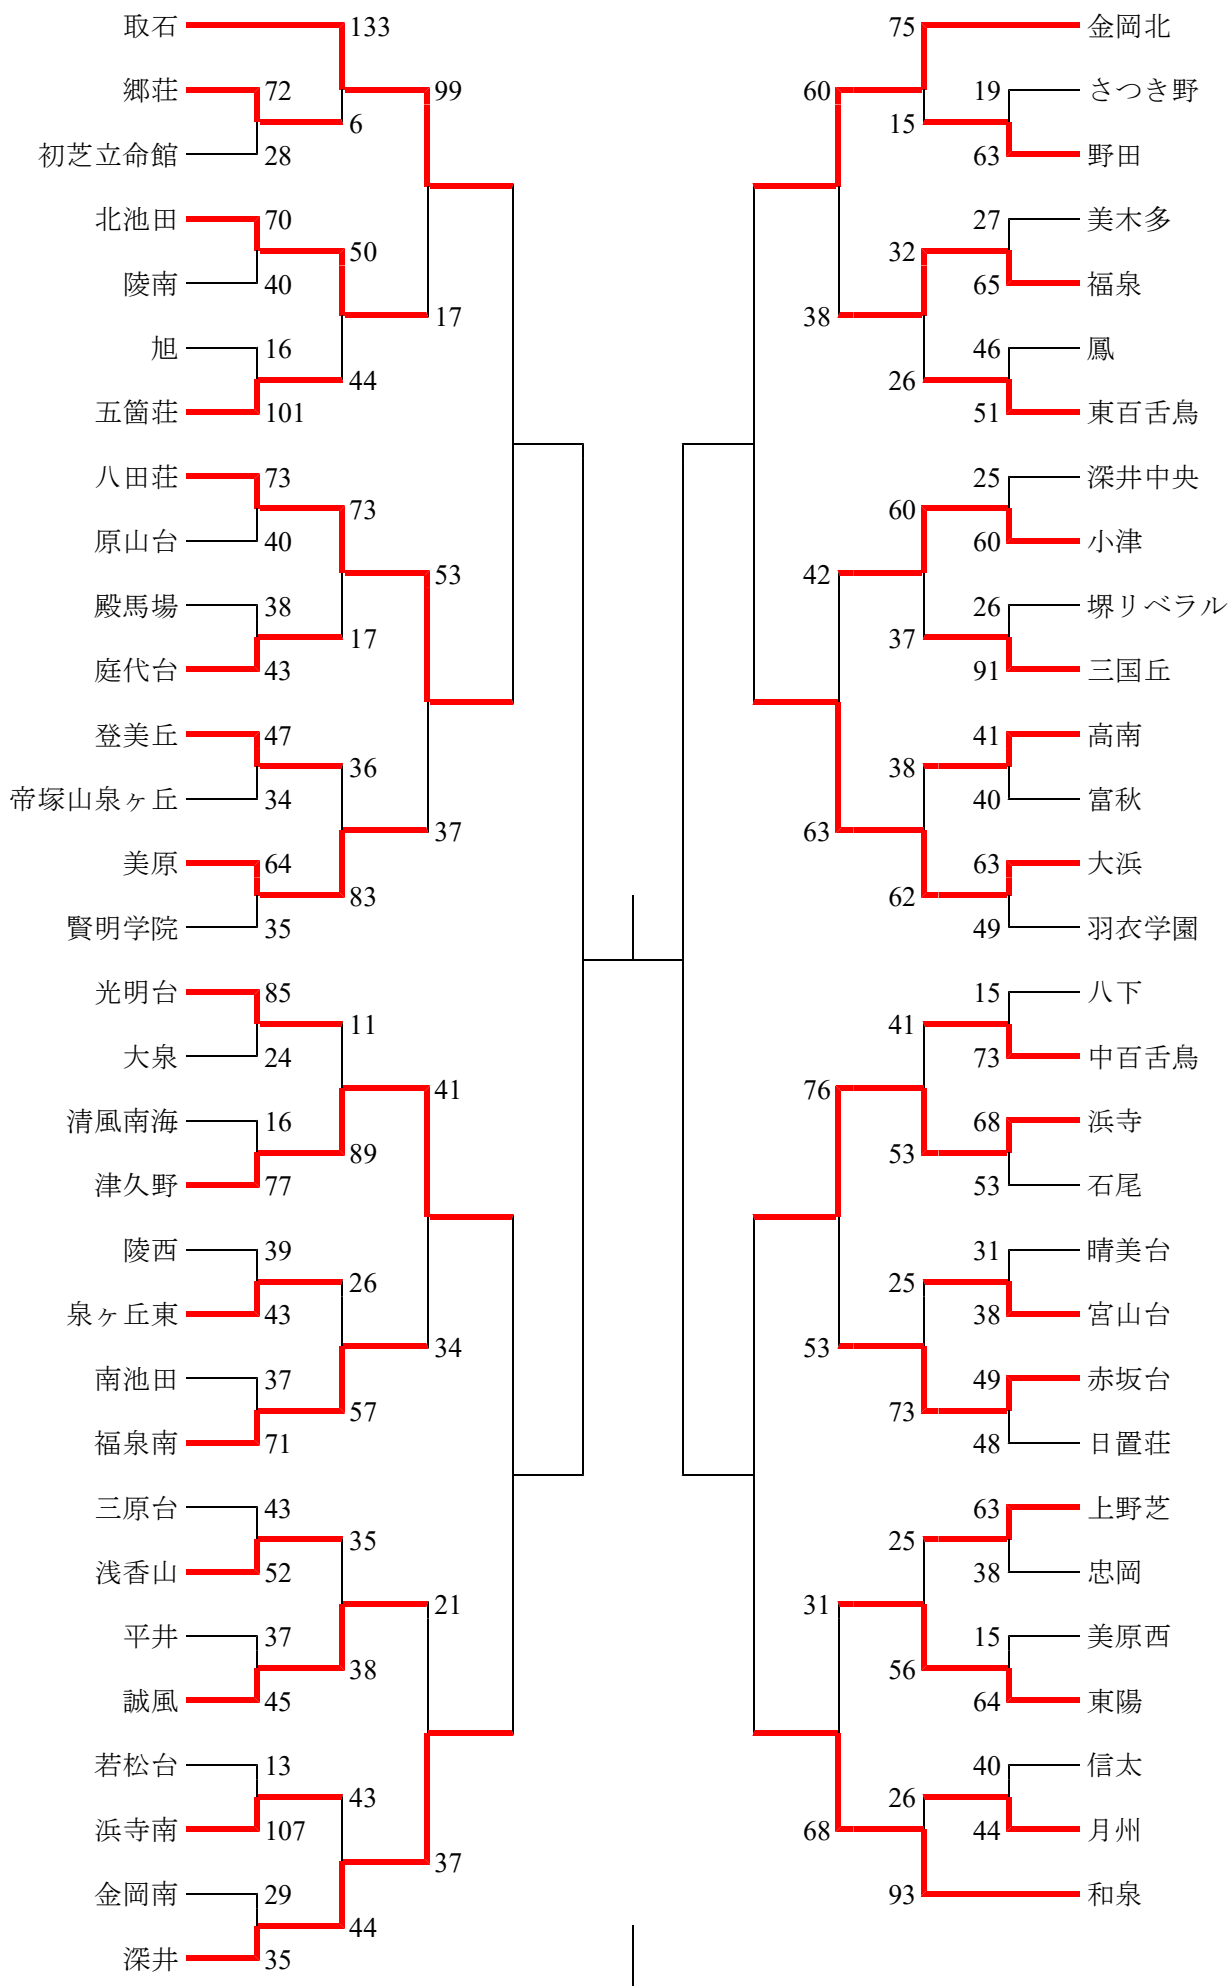 取石 133
郷荘 72 99
6
初芝立命館 28
北池田 70
50
陵南 40
17
旭 16
44
五箇荘 101
八田荘 73
73
原山台 40
53
殿馬場 38
17
庭代台 43
登美丘 47
36
帝塚山泉ヶ丘 34
37
美原 64
83
賢明学院 35
光明台 85
11
大泉 24
41
清風南海 16
89
津久野 77
陵西 39
26
泉ヶ丘東 43
34
南池田 37
57
福泉南 71
三原台 43
35
浅香山 52
21
平井 37
38
誠風 45
若松台 13
43
浜寺南 107
37
金岡南 29
44
深井 35
75 金岡北
60 19 さつき野
15
63 野田
27 美木多
32
65 福泉
38
46 鳳
26
51 東百舌鳥
25 深井中央
60
60 小津
42
26 堺リベラル
37
91 三国丘
41 高南
38
40 富秋
63
63 大浜
62
49 羽衣学園
15 八下
41
73 中百舌鳥
76
68 浜寺
53
53 石尾
31 晴美台
25
38 宮山台
53
49 赤坂台
73
48 日置荘
63 上野芝
25
38 忠岡
31
15 美原西
56
64 東陽
40 信太
26
68 44 月州
93 和泉